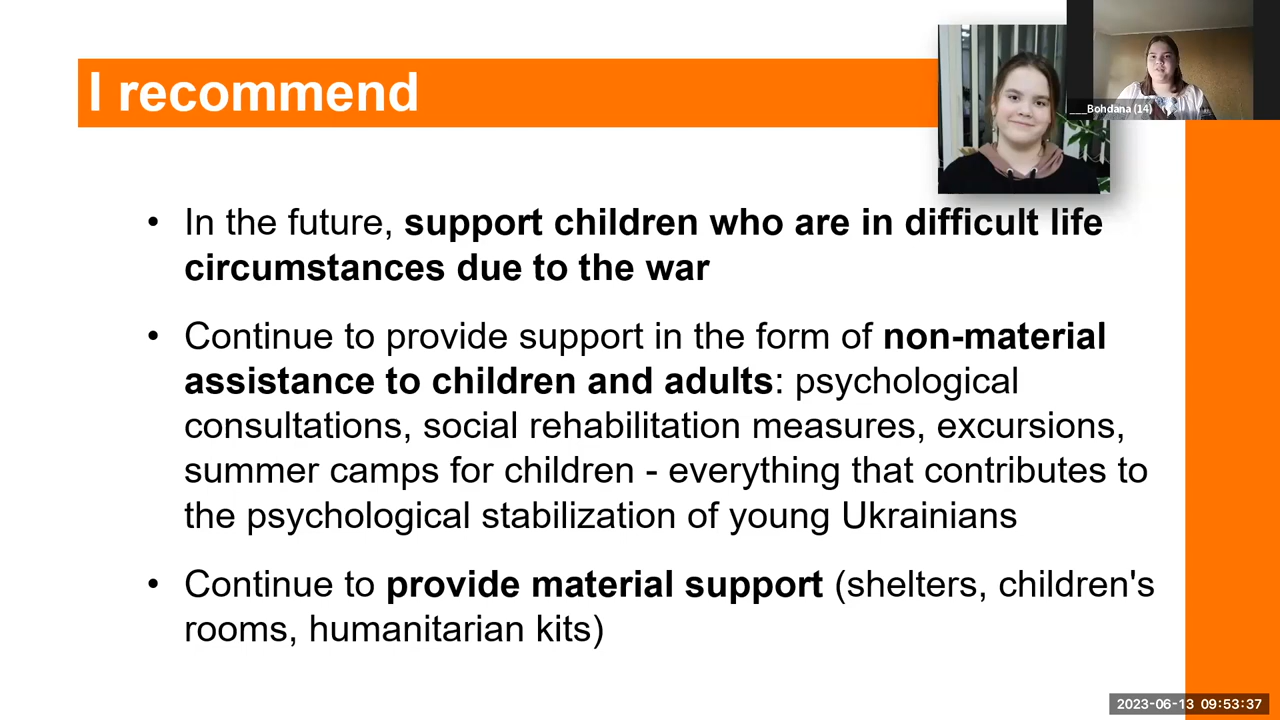 I recommend
___Bohdana (14)
• In the future, support children who are in difficult life
circumstances due to the war
• Continue to provide support in the form of non-material
assistance to children and adults: psychological
consultations, social rehabilitation measures, excursions,
summer camps for children - everything that contributes to
the psychological stabilization of young Ukrainians
• Continue to provide material support (shelters, children's
rooms, humanitarian kits)
2023-06-13 09:53:37